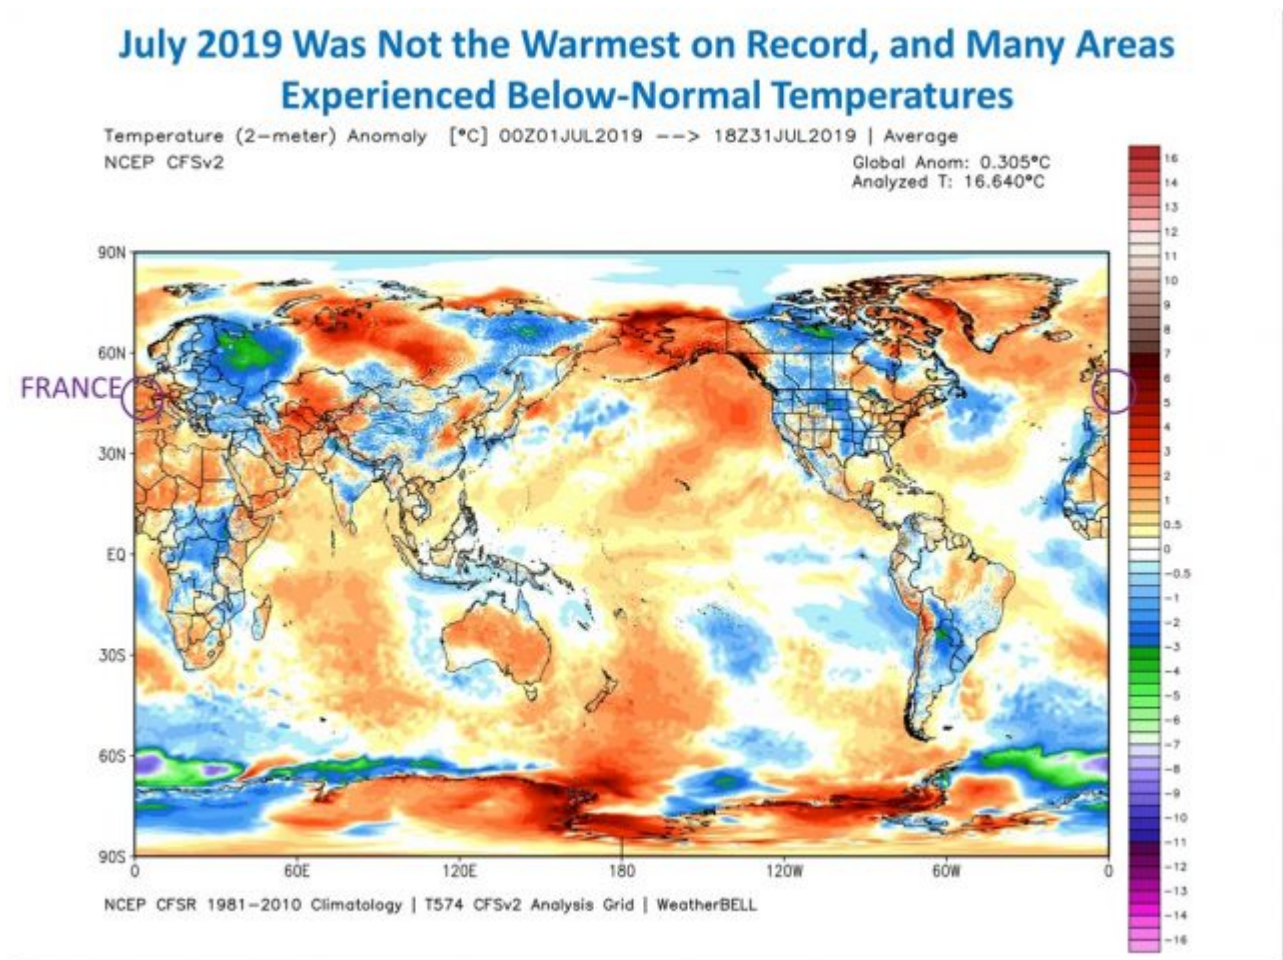 July 2019 Was Not the Warmest on Record, and Many Areas
Experienced Below-Normal Temperatures
Temperature (2-meter) Anomaly [°C] 00Z01JUL2019 --> 18Z31JUL2019 | Average
NCEP CFSv2
Global Anom: 0.305°C
Analyzed T: 16.640°C
16
14
13
12
11
10
9
8
7
6
5
4
3
2
1
0.5
0
-0.5
-1
-2
-3
-4
-5
-6
-7
-8
-9
-10
-11
-12
-13
-14
-16
90N
60N
FRANCE
30N
EQ
30S
60S
90S
0 60E 120E 180 120W 60W 0
NCEP CFSR 1981-2010 Climatology | T574 CFSv2 Analysis Grid | WeatherBELL